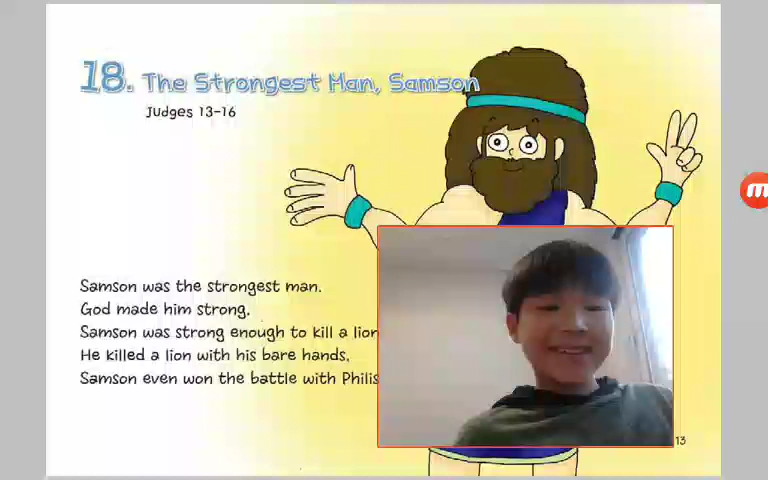 18. The Strongest Man, Samson
Judges 13-16
Samson was the strongest man.
God made him strong.
Samson was strong enough to kill a lion
He killed a lion with his bare hands.
Samson even won the battle with Philis
13